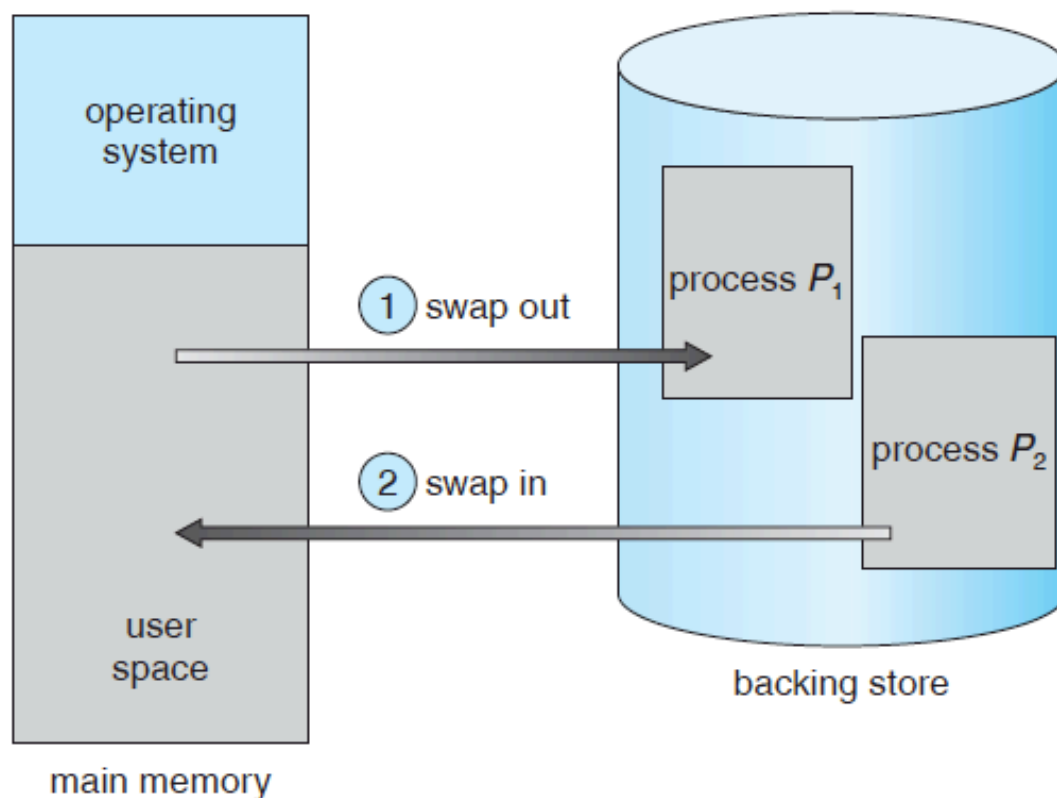 operating
system
process P₁
1 swap out
process P₂
2 swap in
user
space
backing store
main memory